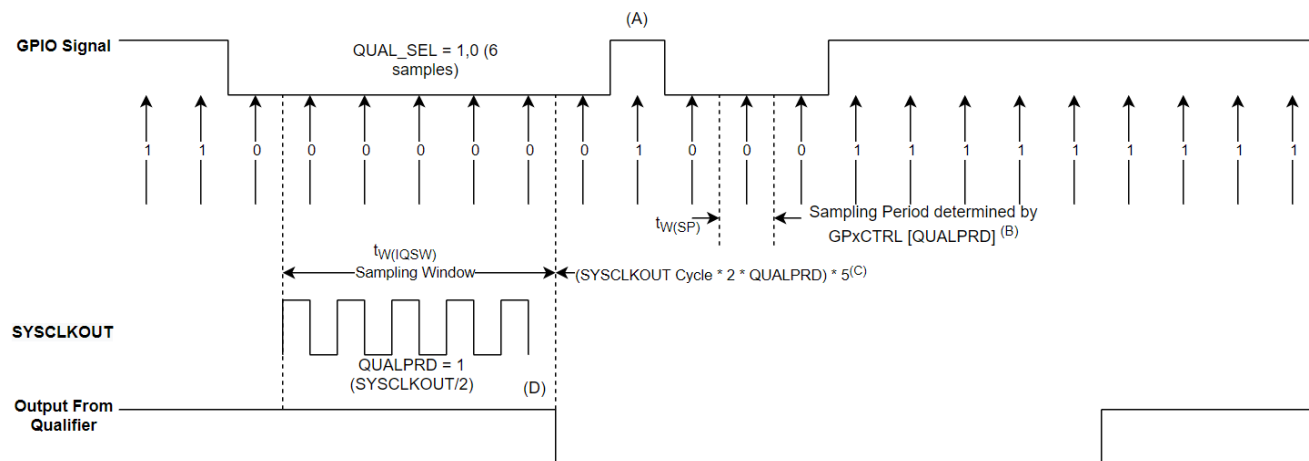 (A)
GPIO Signal
QUAL_SEL = 1,0 (6
samples)
1 1 0 0 0 0 0 0 0 1 0 0 0 1 1 1 1 1 1 1 1 1
tW(SP)
Sampling Period determined by
GPxCTRL [QUALPRD] (B)
tW(IQSW)
Sampling Window
(SYSCLKOUT Cycle * 2 * QUALPRD) * 5(C)
SYSCLKOUT
QUALPRD = 1
(SYSCLKOUT/2)
(D)
Output From
Qualifier